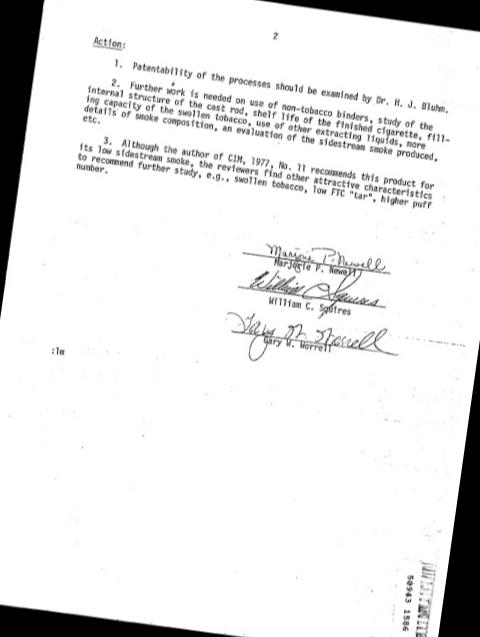 2
Action:
1. Patentability of the processes should be examined by Dr. H. J. Bluhm.
2. Further work is needed on use of non-tobacco binders, study of the
internal structure of the cast rod, shelf life of the finished cigarette, fill-
ing capacity of the swollen tobacco, use of other extracting liquids, more
details of smoke composition, an evaluation of the sidestream smoke produced,
etc.
3. Although the author of CIM, 1977, No. 11 recommends this product for
its low sidestream smoke, the reviewers find other attractive characteristics
to recommend further study, e.g., swollen tobacco, low FTC "tar", higher puff
number.
Marjorie P. Newell
Marjorie P. Newell
William Squires
William C. Squires
Gary W. Worrell
Gary W. Worrell
:lm
50943 1586